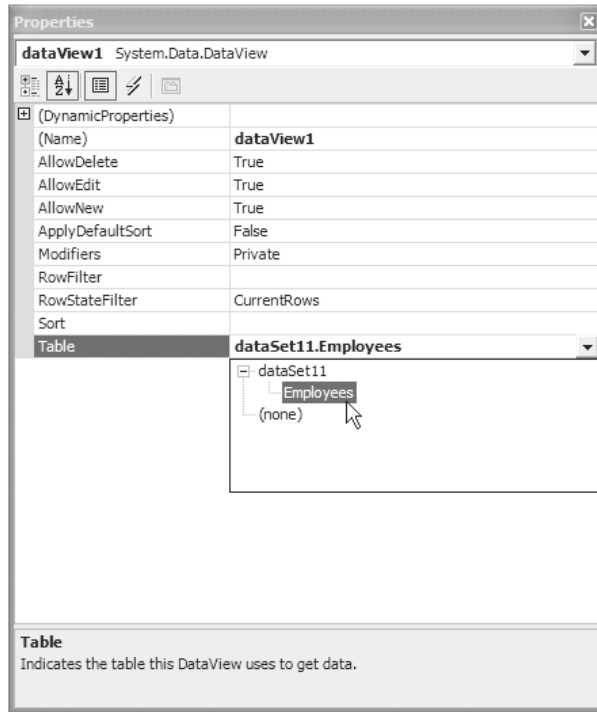 Properties
dataView1 System.Data.DataView
(DynamicProperties)
(Name) dataView1
AllowDelete True
AllowEdit True
AllowNew True
ApplyDefaultSort False
Modifiers Private
RowFilter
RowStateFilter CurrentRows
Sort
Table dataSet11.Employees
dataSet11
Employees
(none)
Table
Indicates the table this DataView uses to get data.